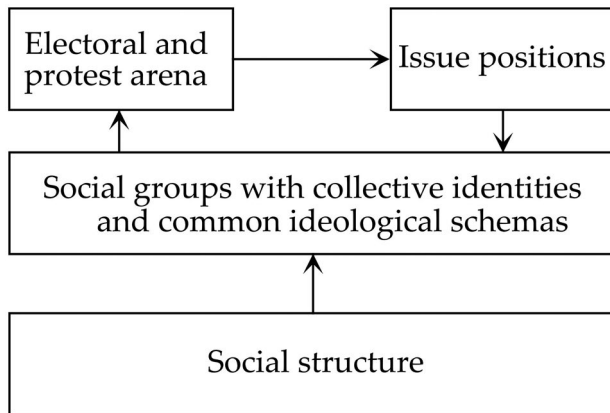 Electoral and
protest arena
Issue positions
Social groups with collective identities
and common ideological schemas
Social structure